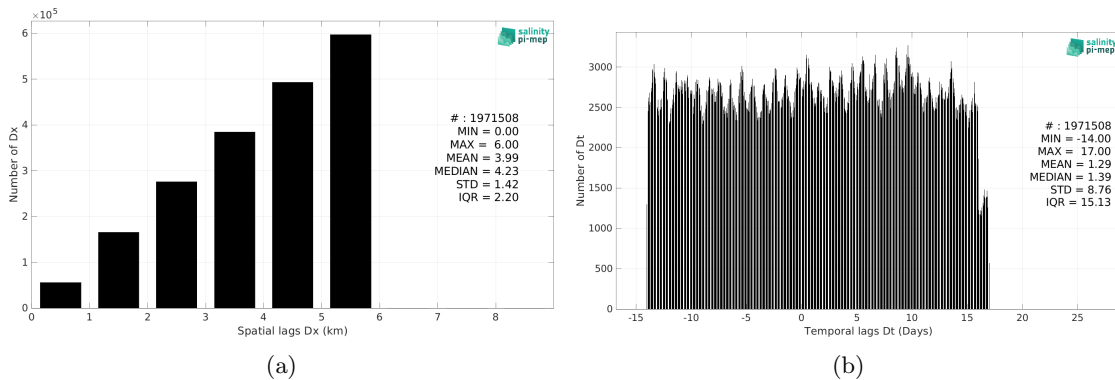 ×10⁵
6
5
4
3
2
1
0
Number of Dx
0 1 2 3 4 5 6 7 8
Spatial lags Dx (km)
salinity
pi-mep
# : 1971508
MIN = 0.00
MAX = 6.00
MEAN = 3.99
MEDIAN = 4.23
STD = 1.42
IQR = 2.20
(a)
3000
2500
2000
1500
1000
500
0
Number of Dt
-15 -10 -5 0 5 10 15 20 25
Temporal lags Dt (Days)
salinity
pi-mep
# : 1971508
MIN = -14.00
MAX = 17.00
MEAN = 1.29
MEDIAN = 1.39
STD = 8.76
IQR = 15.13
(b)